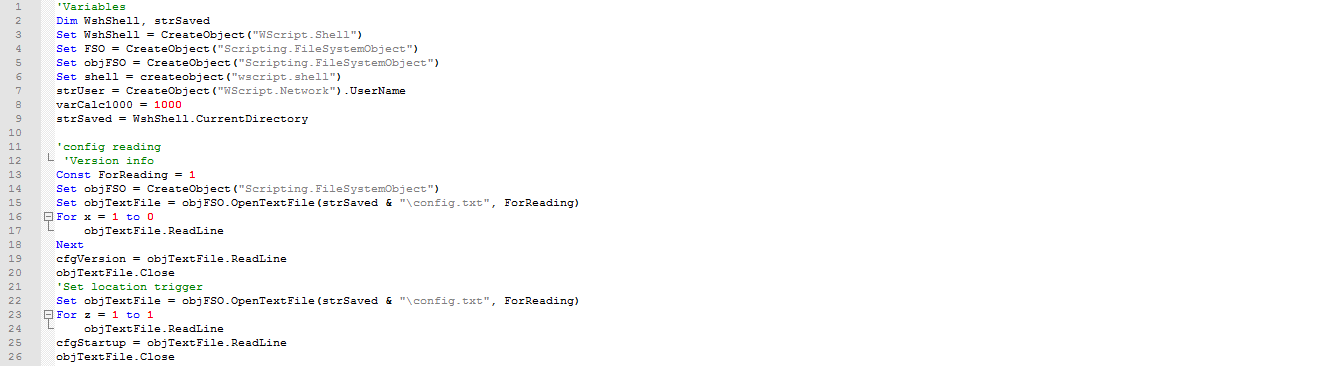 1 'Variables
2 Dim WshShell, strSaved
3 Set WshShell = CreateObject("WScript.Shell")
4 Set FSO = CreateObject("Scripting.FileSystemObject")
5 Set objFSO = CreateObject("Scripting.FileSystemObject")
6 Set shell = createobject("wscript.shell")
7 strUser = CreateObject("WScript.Network").UserName
8 varCalc1000 = 1000
9 strSaved = WshShell.CurrentDirectory
10
11 'config reading
12 'Version info
13 Const ForReading = 1
14 Set objFSO = CreateObject("Scripting.FileSystemObject")
15 Set objTextFile = objFSO.OpenTextFile(strSaved & "\config.txt", ForReading)
16 For x = 1 to 0
17 objTextFile.ReadLine
18 Next
19 cfgVersion = objTextFile.ReadLine
20 objTextFile.Close
21 'Set location trigger
22 Set objTextFile = objFSO.OpenTextFile(strSaved & "\config.txt", ForReading)
23 For z = 1 to 1
24 objTextFile.ReadLine
25 cfgStartup = objTextFile.ReadLine
26 objTextFile.Close